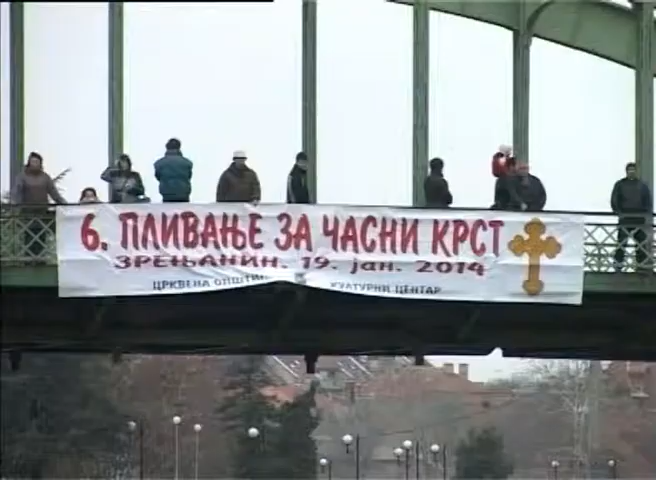 6. ПЛИВАЊЕ ЗА ЧАСНИ КРСТ
ЗРЕЊАНИН. 19. јан. 2014
ЦРКВЕНА ОПШТИНА КУЛТУРНИ ЦЕНТАР